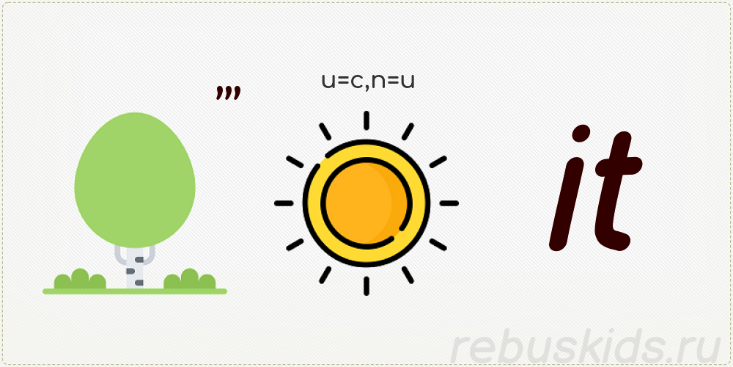 ,,,
u=c,n=u
it
rebuskids.ru